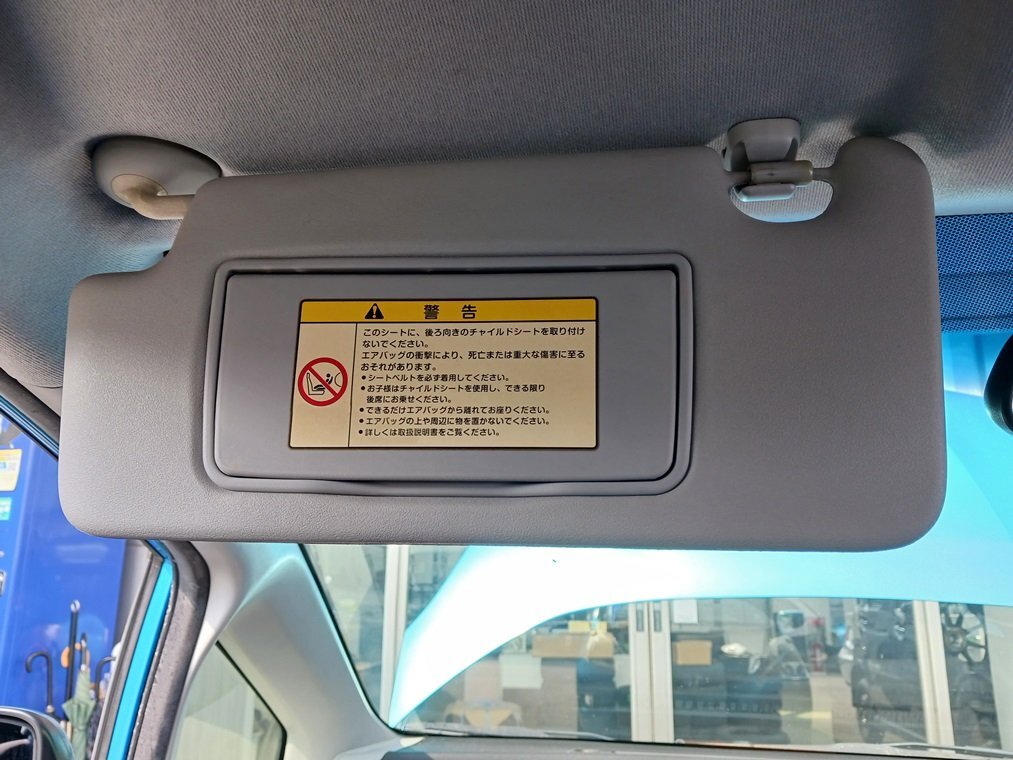 警告
このシートに、後ろ向きのチャイルドシートを取り付け
ないでください。
エアバッグの衝撃により、死亡または重大な傷害に至る
おそれがあります。
●シートベルトを必ず着用してください。
●お子様はチャイルドシートを使用し、できる限り
後席にお乗せください。
●できるだけエアバッグから離れてお座りください。
●エアバッグの上や周辺に物を置かないでください。
●詳しくは取扱説明書をご覧ください。